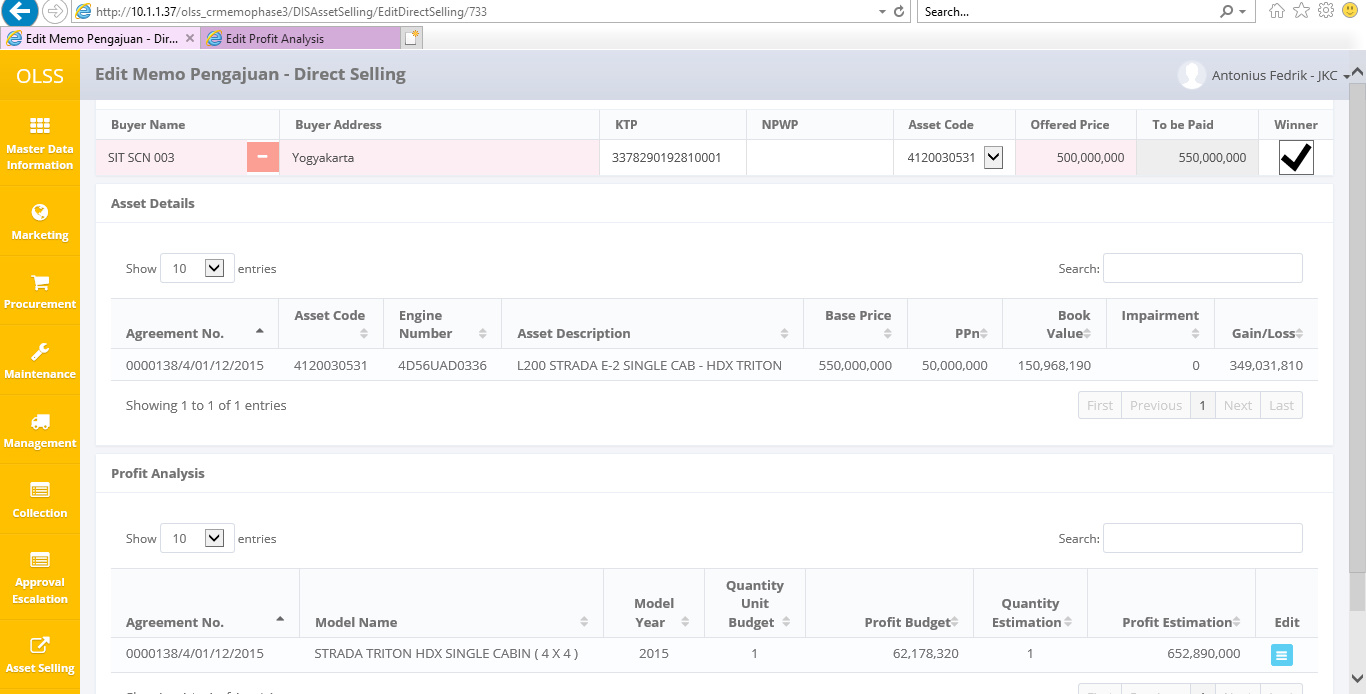 http://10.1.1.37/olss_crmemophase3/DISAssetSelling/EditDirectSelling/733
Search...
Edit Memo Pengajuan - Dir...
Edit Profit Analysis
OLSS
Edit Memo Pengajuan - Direct Selling
Antonius Fedrik - JKC
Master Data
Information
Marketing
Procurement
Maintenance
Management
Collection
Approval
Escalation
Asset Selling
Buyer Name Buyer Address KTP NPWP Asset Code Offered Price To be Paid Winner
SIT SCN 003 Yogyakarta 3378290192810001 4120030531 500,000,000 550,000,000
Asset Details
Show 10 entries Search:
Agreement No. Asset Code Engine Number Asset Description Base Price PPn Book Value Impairment Gain/Loss
0000138/4/01/12/2015 4120030531 4D56UAD0336 L200 STRADA E-2 SINGLE CAB - HDX TRITON 550,000,000 50,000,000 150,968,190 0 349,031,810
Showing 1 to 1 of 1 entries First Previous 1 Next Last
Profit Analysis
Show 10 entries Search:
Agreement No. Model Name Model Year Quantity Unit Budget Profit Budget Quantity Estimation Profit Estimation Edit
0000138/4/01/12/2015 STRADA TRITON HDX SINGLE CABIN ( 4 X 4 ) 2015 1 62,178,320 1 652,890,000